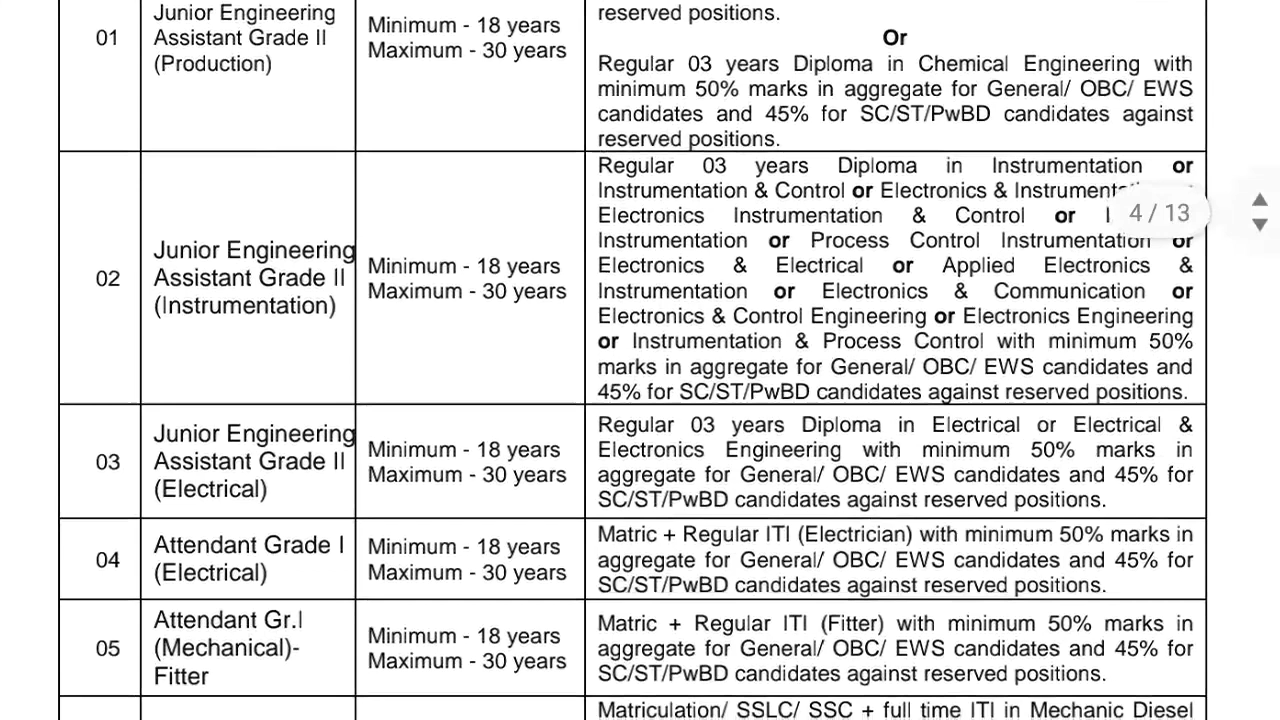 01
Junior Engineering
Assistant Grade II
(Production)
Minimum - 18 years
Maximum - 30 years
reserved positions.
Or
Regular 03 years Diploma in Chemical Engineering with
minimum 50% marks in aggregate for General/ OBC/ EWS
candidates and 45% for SC/ST/PwBD candidates against
reserved positions.
02
Junior Engineering
Assistant Grade II
(Instrumentation)
Minimum - 18 years
Maximum - 30 years
Regular 03 years Diploma in Instrumentation or
Instrumentation & Control or Electronics &
Electronics Instrumentation & Control or
Instrumentation or Process Control Instrumentation or
Electronics & Electrical or Applied Electronics &
Instrumentation or Electronics & Communication or
Electronics & Control Engineering or Electronics Engineering
or Instrumentation & Process Control with minimum 50%
marks in aggregate for General/ OBC/ EWS candidates and
45% for SC/ST/PwBD candidates against reserved positions.
4 / 13
03
Junior Engineering
Assistant Grade II
(Electrical)
Minimum - 18 years
Maximum - 30 years
Regular 03 years Diploma in Electrical or Electrical &
Electronics Engineering with minimum 50% marks in
aggregate for General/ OBC/ EWS candidates and 45% for
SC/ST/PwBD candidates against reserved positions.
04
Attendant Grade I
(Electrical)
Minimum - 18 years
Maximum - 30 years
Matric + Regular ITI (Electrician) with minimum 50% marks in
aggregate for General/ OBC/ EWS candidates and 45% for
SC/ST/PwBD candidates against reserved positions.
05
Attendant Gr.I
(Mechanical)-
Fitter
Minimum - 18 years
Maximum - 30 years
Matric + Regular ITI (Fitter) with minimum 50% marks in
aggregate for General/ OBC/ EWS candidates and 45% for
SC/ST/PwBD candidates against reserved positions.
Matriculation/ SSLC/ SSC + full time ITI in Mechanic Diesel